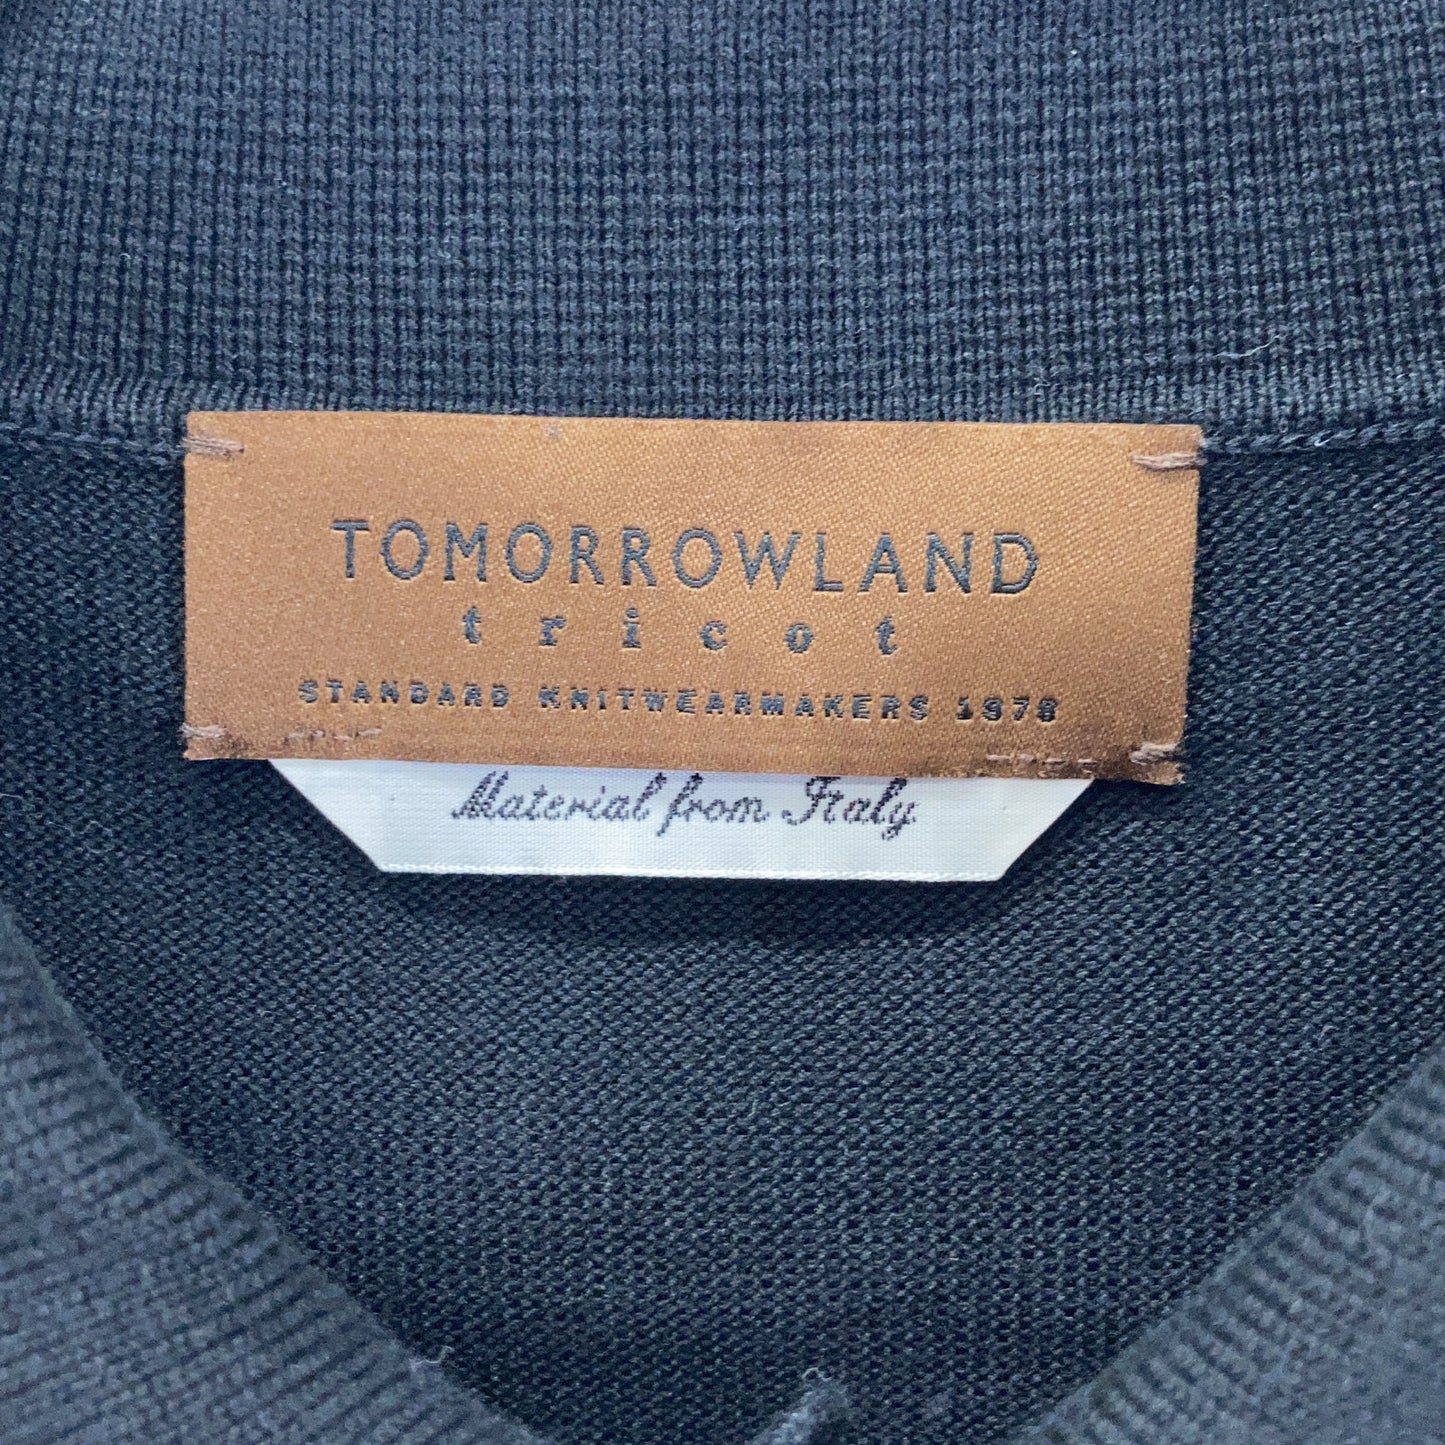 TOMORROWLAND
tricot
STANDARD KNITWEARMAKERS 1978
Material from Italy